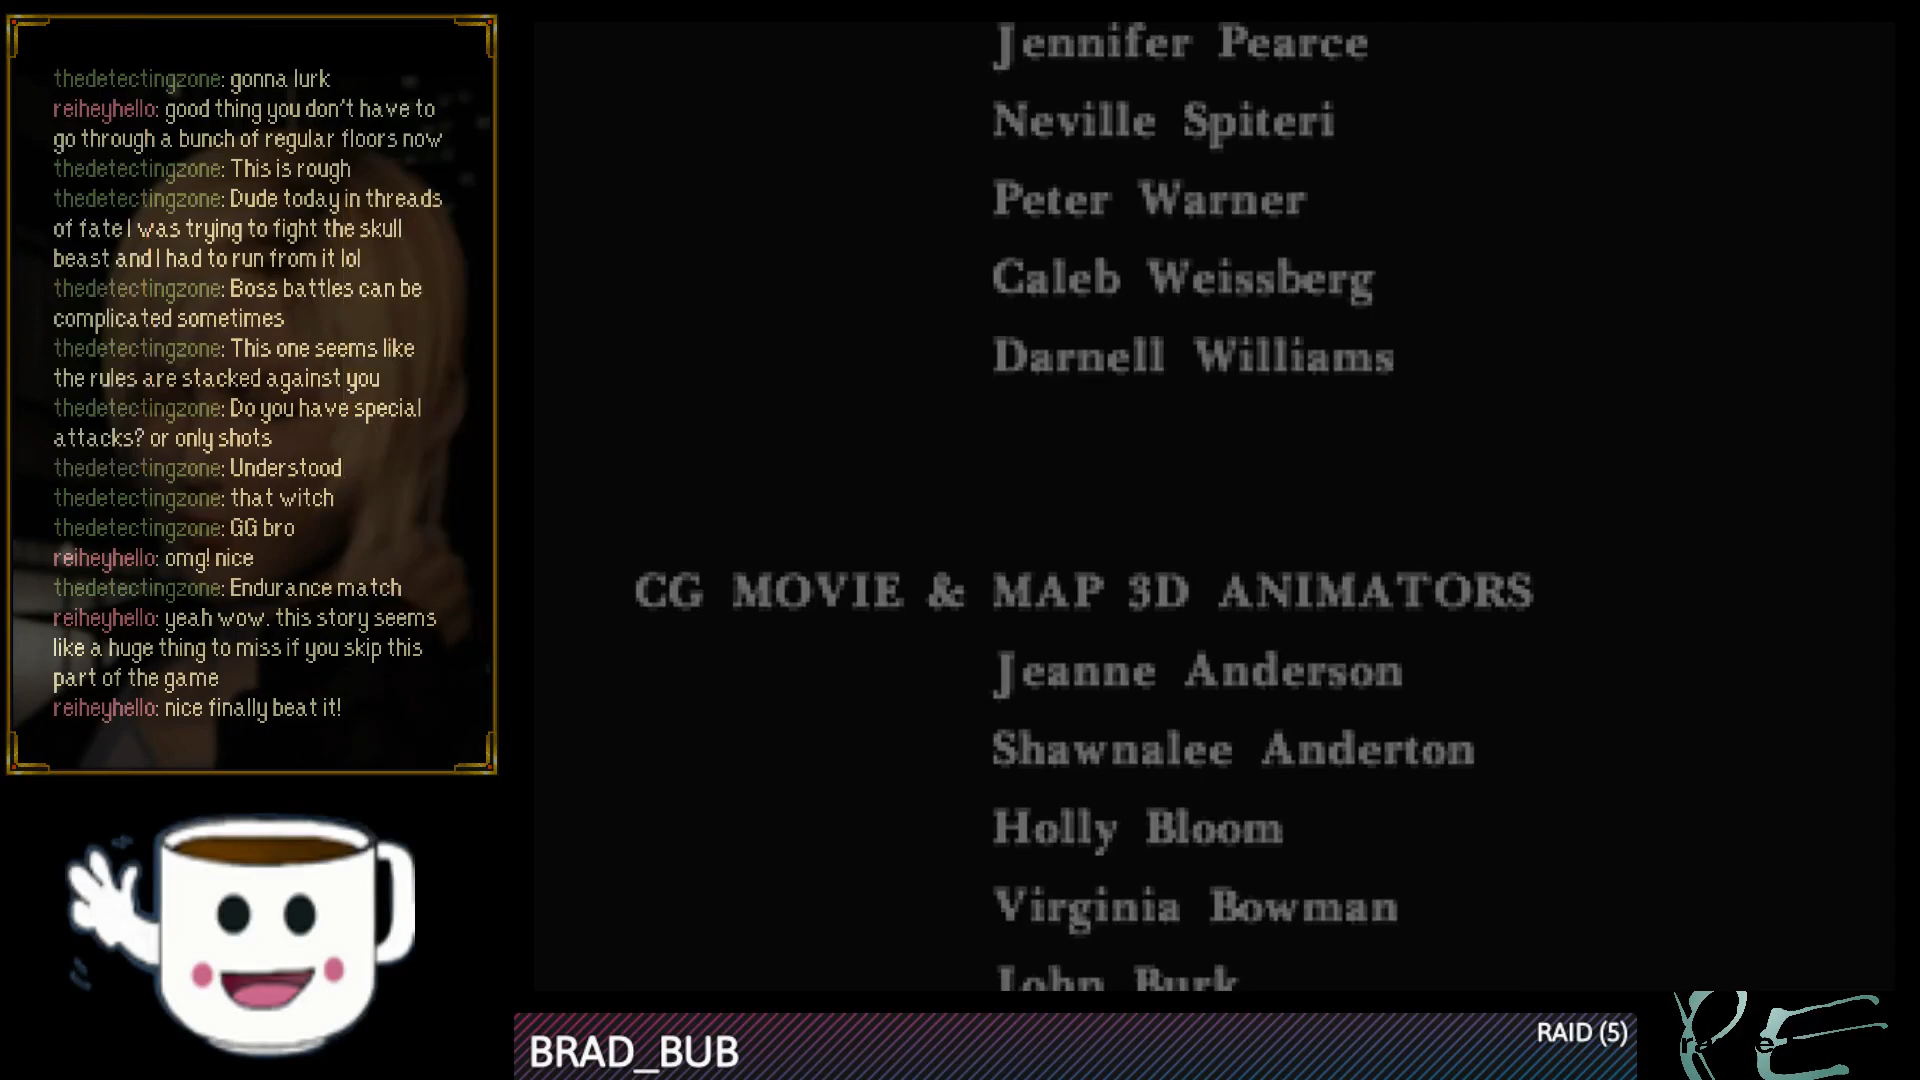 thedetectingzone: gonna lurk
reiheyhello: good thing you don't have to
go through a bunch of regular floors now
thedetectingzone: This is rough
thedetectingzone: Dude today in threads
of fate I was trying to fight the skull
beast and I had to run from it lol
thedetectingzone: Boss battles can be
complicated sometimes
thedetectingzone: This one seems like
the rules are stacked against you
thedetectingzone: Do you have special
attacks? or only shots
thedetectingzone: Understood
thedetectingzone: that witch
thedetectingzone: GG bro
reiheyhello: omg! nice
thedetectingzone: Endurance match
reiheyhello: yeah wow. this story seems
like a huge thing to miss if you skip this
part of the game
reiheyhello: nice finally beat it!
Jennifer Pearce
Neville Spiteri
Peter Warner
Caleb Weissberg
Darnell Williams
CG MOVIE & MAP 3D ANIMATORS
Jeanne Anderson
Shawnalee Anderton
Holly Bloom
Virginia Bowman
John Burk
BRAD_BUB
RAID (5)
PE